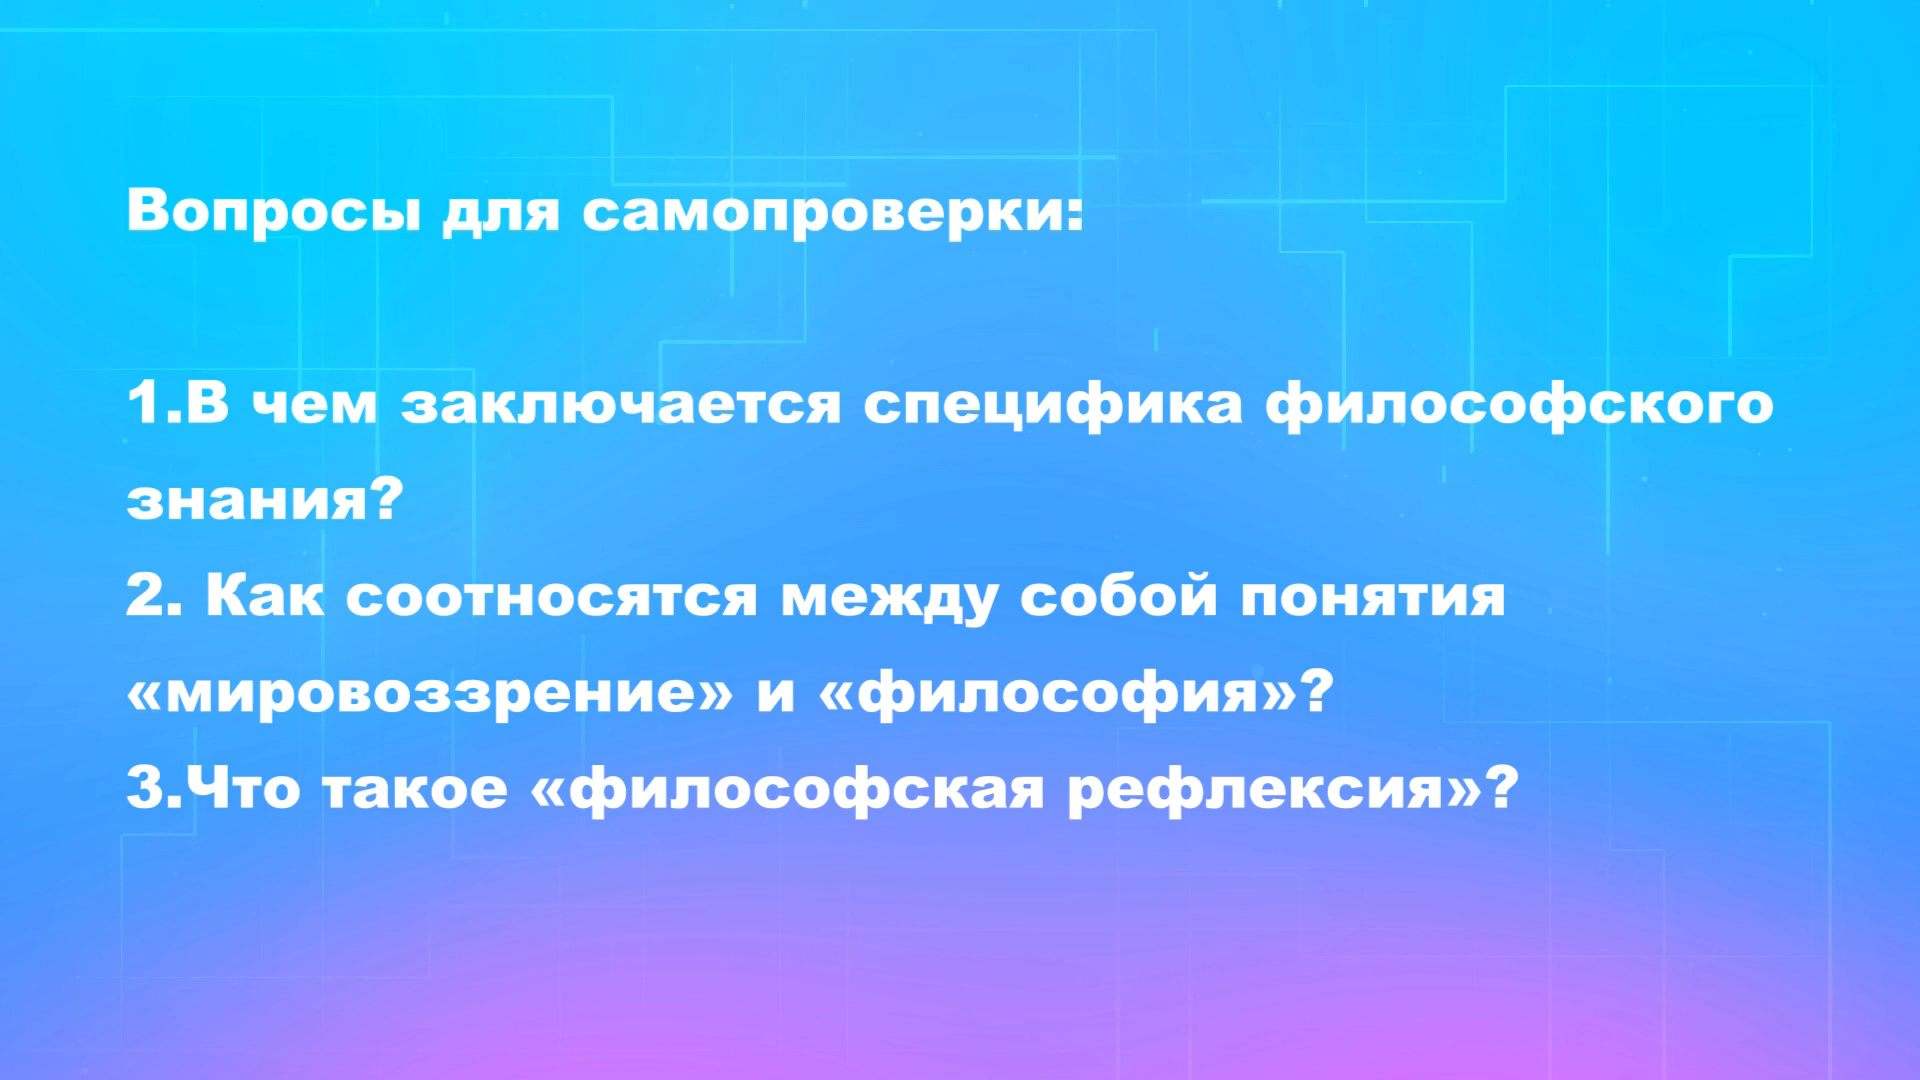 Вопросы для самопроверки:
1.В чем заключается специфика философского
знания?
2. Как соотносятся между собой понятия
«мировоззрение» и «философия»?
3.Что такое «философская рефлексия»?